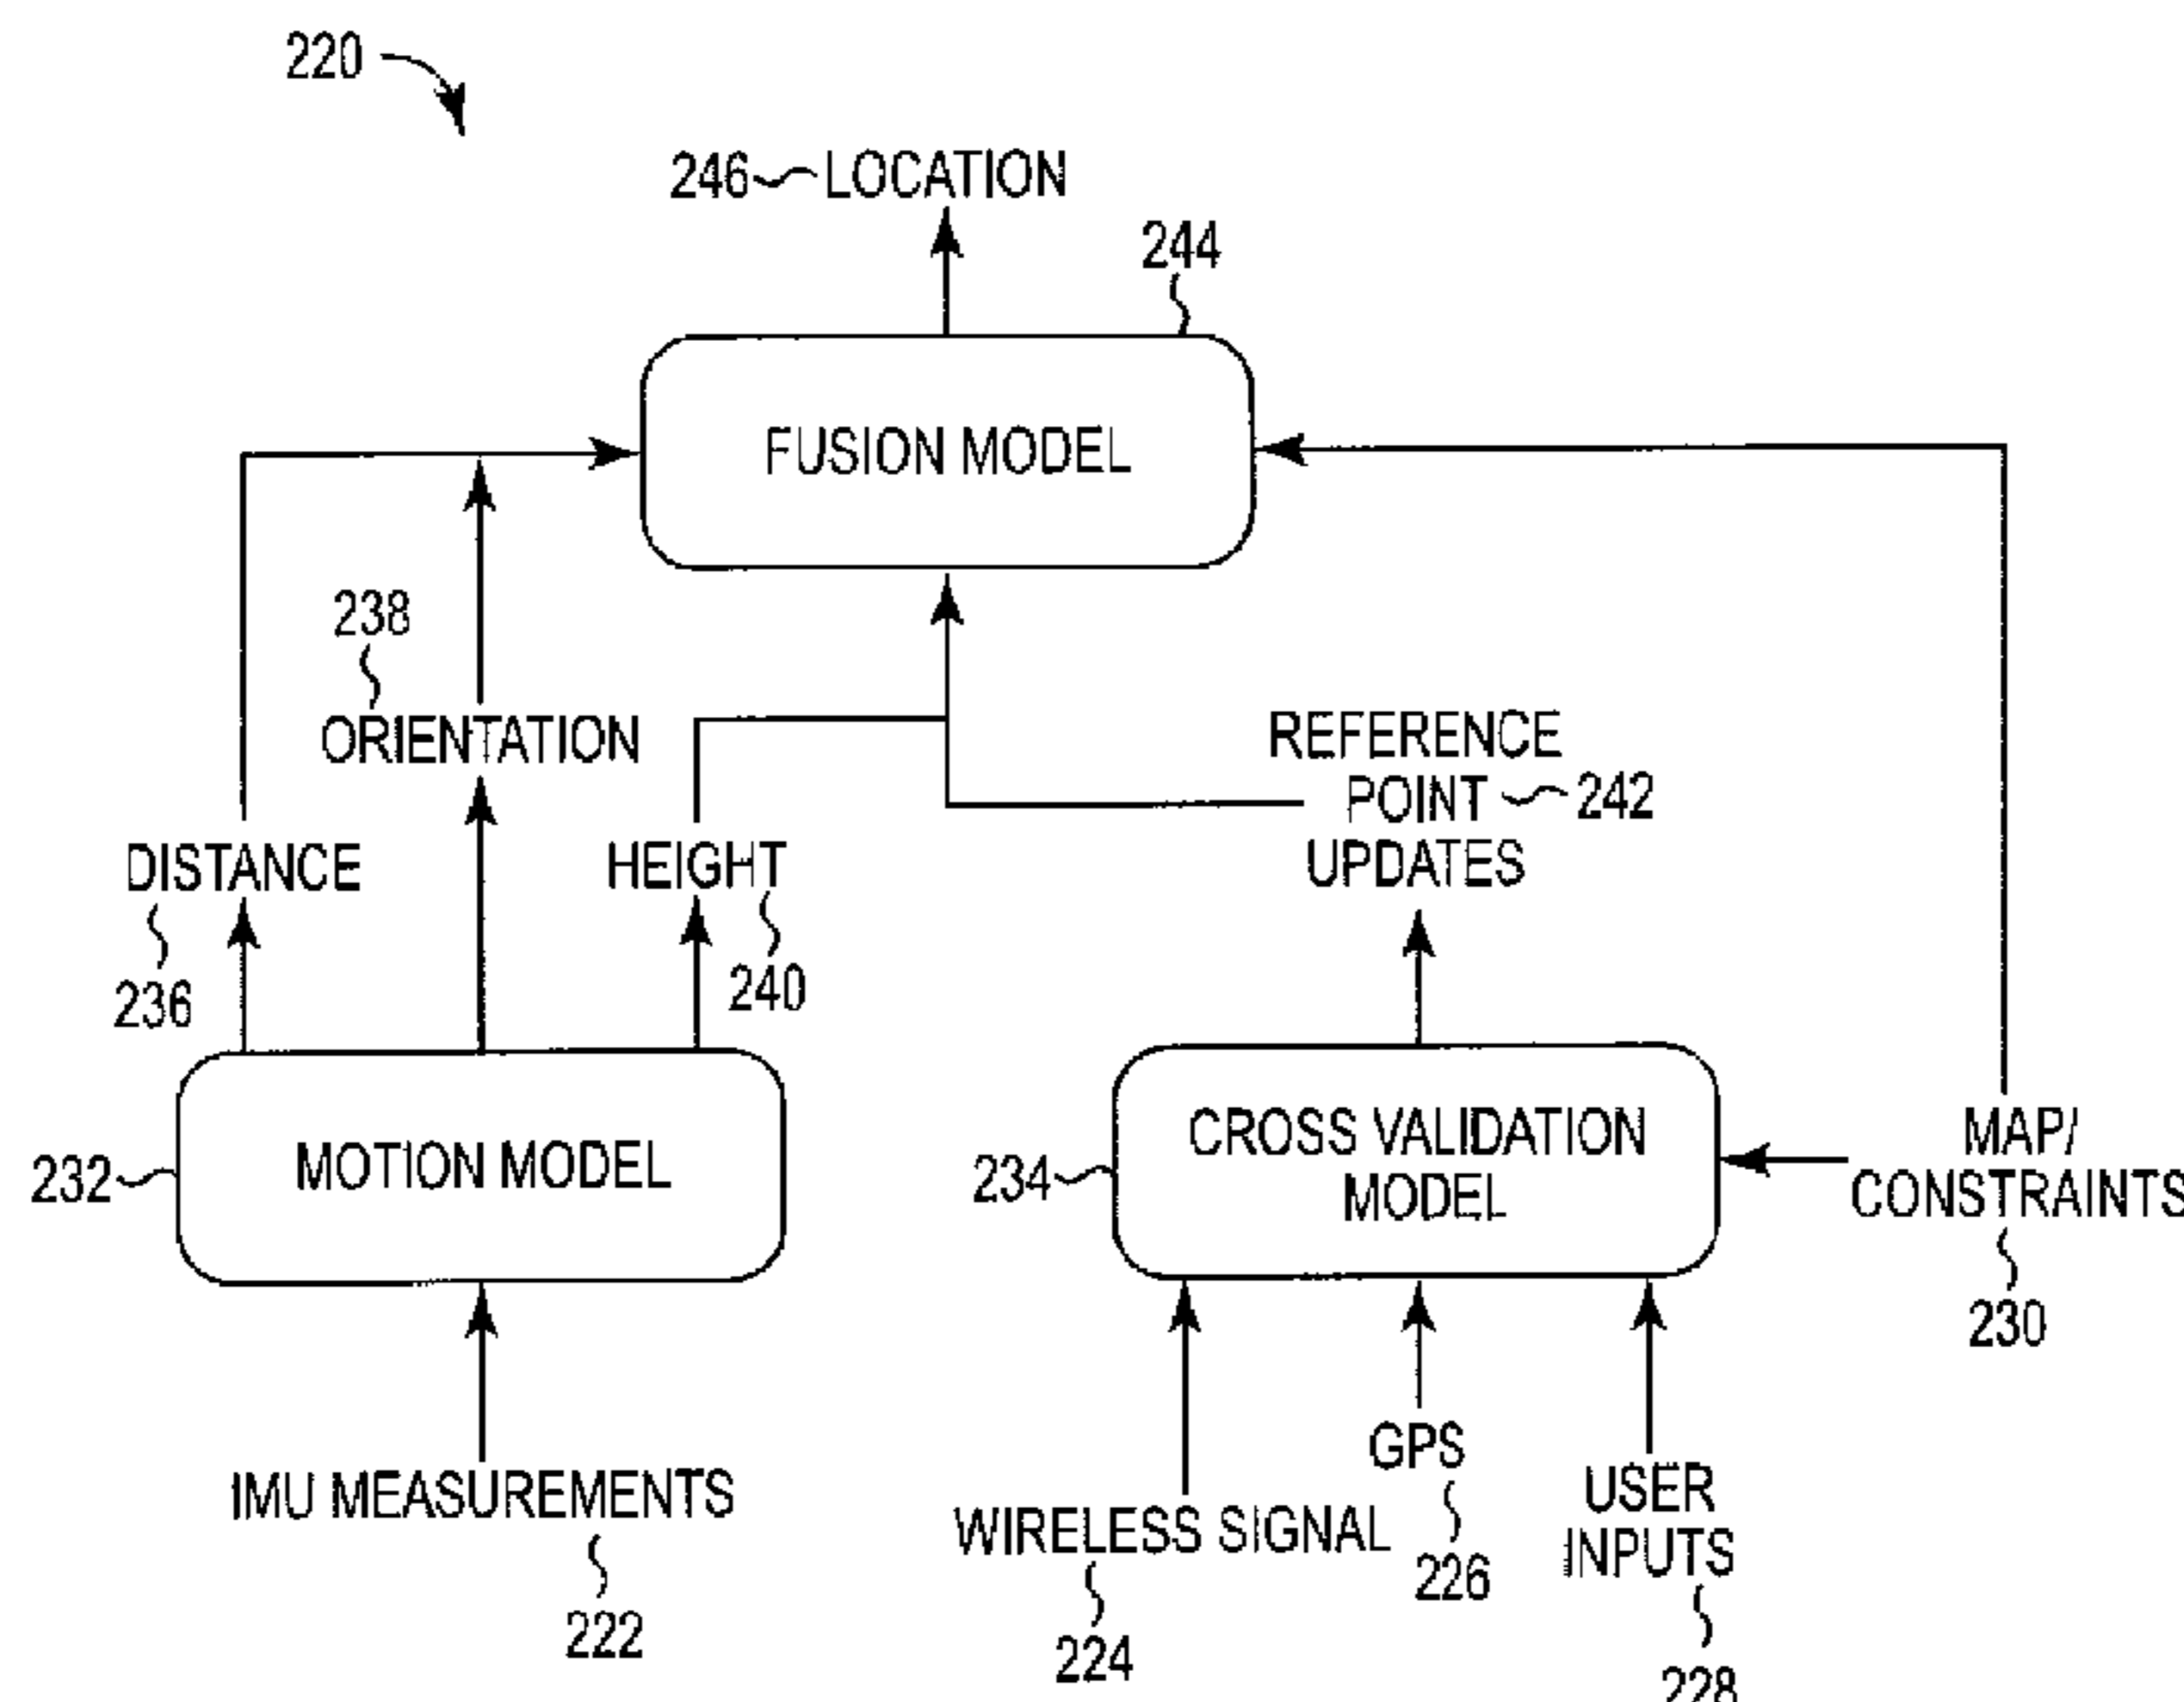 220
246 LOCATION
244
FUSION MODEL
238
ORIENTATION
REFERENCE
POINT 242
UPDATES
DISTANCE
HEIGHT
236
240
232
MOTION MODEL
234
CROSS VALIDATION
MODEL
MAP/
CONSTRAINTS
230
IMU MEASUREMENTS
222
WIRELESS SIGNAL
224
GPS
226
USER
INPUTS
228